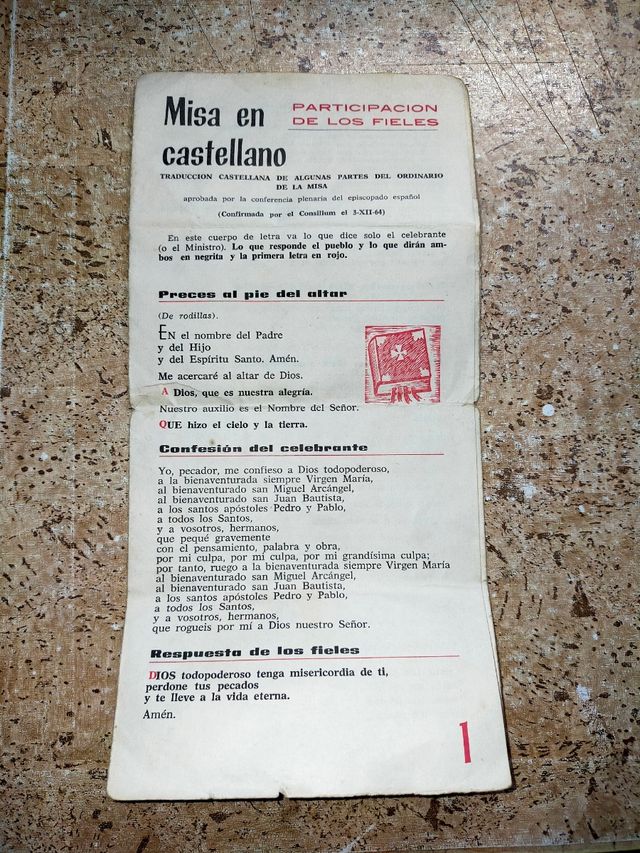 Misa en
castellano
PARTICIPACION
DE LOS FIELES
TRADUCCION CASTELLANA DE ALGUNAS PARTES DEL ORDINARIO
DE LA MISA
aprobada por la conferencia plenaria del episcopado español
(Confirmada por el Consilium el 3-XII-64)
En este cuerpo de letra va lo que dice solo el celebrante
(o el Ministro). Lo que responde el pueblo y lo que dirán am-
bos en negrita y la primera letra en rojo.
Preces al pie del altar
(De rodillas).
EN el nombre del Padre
y del Hijo
y del Espíritu Santo. Amén.
Me acercaré al altar de Dios.
A Dios, que es nuestra alegría.
Nuestro auxilio es el Nombre del Señor.
QUE hizo el cielo y la tierra.
Confesión del celebrante
Yo, pecador, me confieso a Dios todopoderoso,
a la bienaventurada siempre Virgen María,
al bienaventurado san Miguel Arcángel,
al bienaventurado san Juan Bautista,
a los santos apóstoles Pedro y Pablo,
a todos los Santos,
y a vosotros, hermanos,
que pequé gravemente
con el pensamiento, palabra y obra,
por mi culpa, por mi culpa, por mi grandísima culpa;
por tanto, ruego a la bienaventurada siempre Virgen María
al bienaventurado san Miguel Arcángel,
al bienaventurado san Juan Bautista,
a los santos apóstoles Pedro y Pablo,
a todos los Santos,
y a vosotros, hermanos,
que rogueis por mí a Dios nuestro Señor.
Respuesta de los fieles
DIOS todopoderoso tenga misericordia de ti,
perdone tus pecados
y te lleve a la vida eterna.
Amén.
1